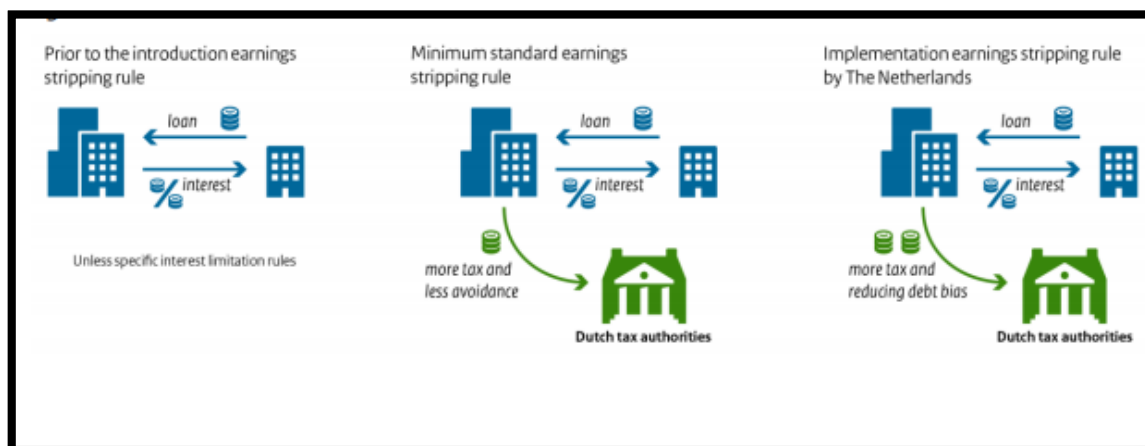 Prior to the introduction earnings
stripping rule
loan
interest
Unless specific interest limitation rules
Minimum standard earnings
stripping rule
loan
interest
more tax and
less avoidance
Dutch tax authorities
Implementation earnings stripping rule
by The Netherlands
loan
interest
more tax and
reducing debt bias
Dutch tax authorities